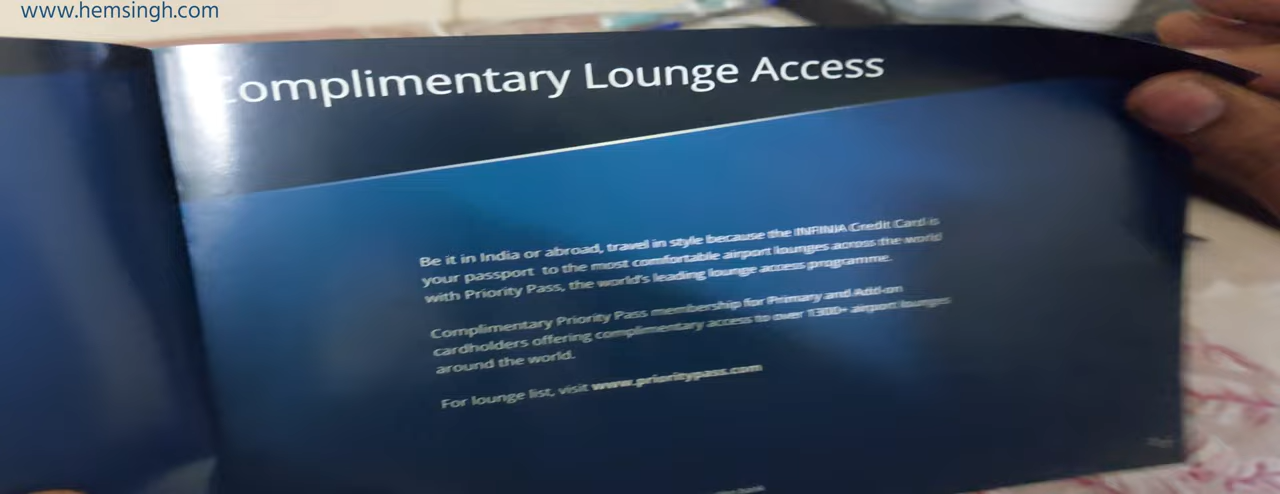 www.hemsingh.com
Complimentary Lounge Access
Be it in India or abroad, travel in style because the INFINIA Credit Card is
your passport to the most comfortable airport lounges across the world
with Priority Pass, the world's leading lounge access programme.
Complimentary Priority Pass membership for Primary and Add-on
cardholders offering complimentary access to over 1300+ airport lounges
around the world.
For lounge list, visit www.prioritypass.com